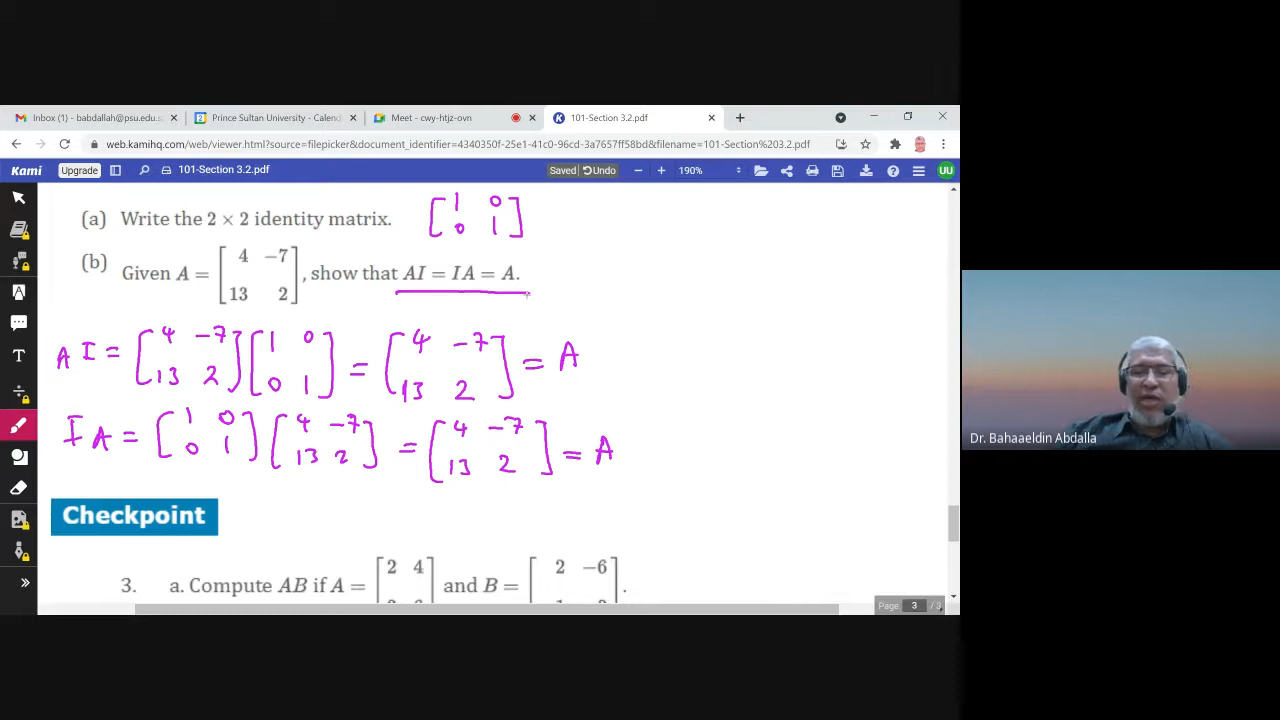 Inbox (1) - babdallah@psu.edu.s
Prince Sultan University - Calend
Meet - cwy-htjz-ovn
101-Section 3.2.pdf
web.kamihq.com/web/viewer.html?source=filepicker&document_identifier=4340350f-25e1-41c0-96cd-3a7657ff58bd&filename=101-Section%203.2.pdf
Kami Upgrade 101-Section 3.2.pdf Saved Undo 190% UU
(a) Write the 2 × 2 identity matrix. [1 0
0 1]
(b) Given A = [4 −7
13 2], show that AI = IA = A.
A I = [4 -7
13 2] [1 0
0 1] = [4 -7
13 2] = A
I A = [1 0
0 1] [4 -7
13 2] = [4 -7
13 2] = A
Dr. Bahaaeldin Abdalla
Checkpoint
3. a. Compute AB if A = [2 4 and B = [2 −6].
Page 3 / 3